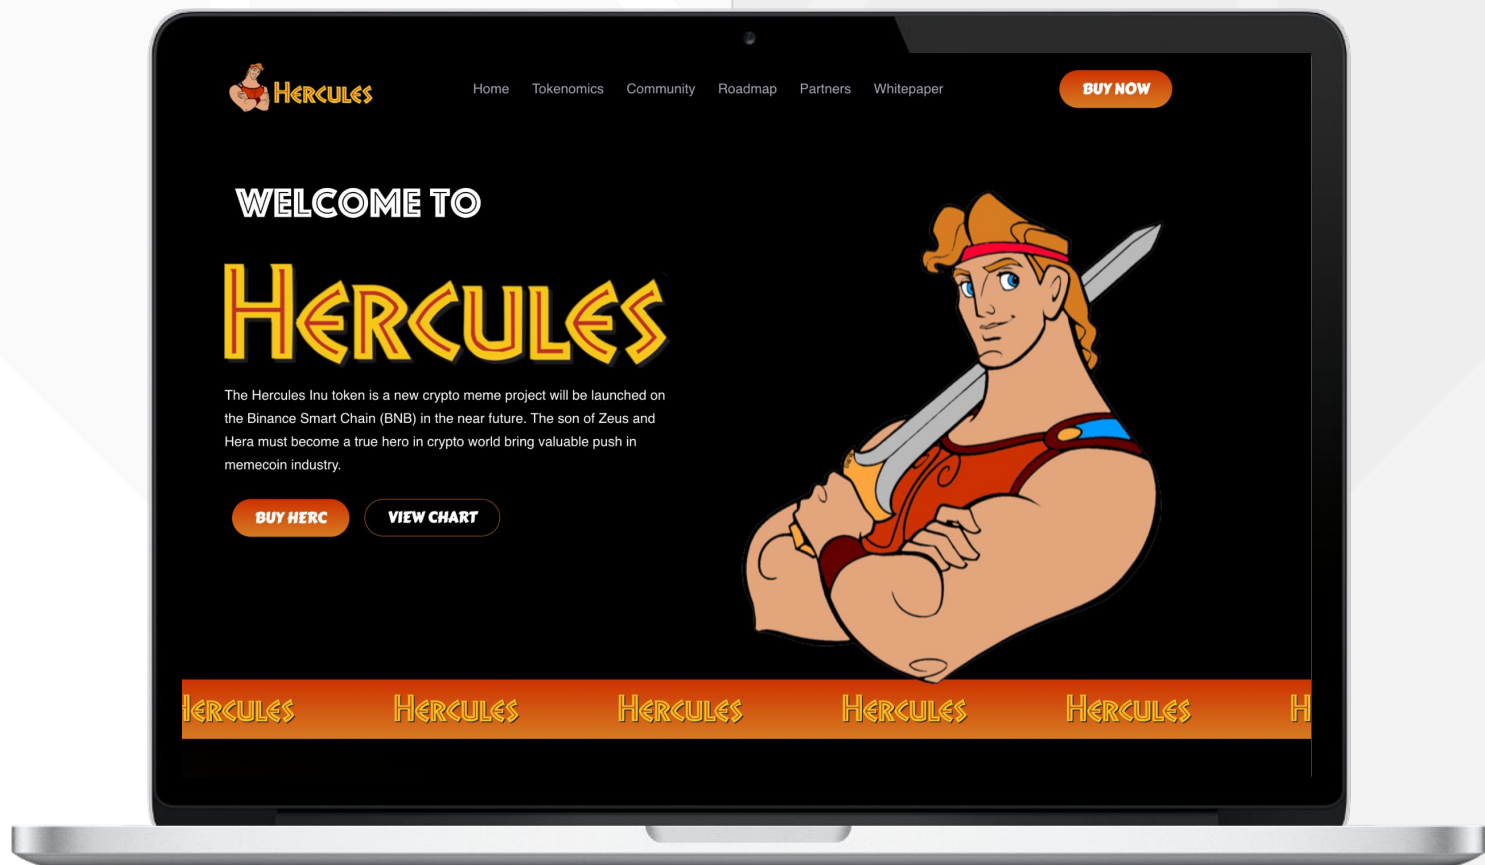 HERCULES
Home Tokenomics Community Roadmap Partners Whitepaper
BUY NOW
WELCOME TO
HERCULES
The Hercules Inu token is a new crypto meme project will be launched on
the Binance Smart Chain (BNB) in the near future. The son of Zeus and
Hera must become a true hero in crypto world bring valuable push in
memecoin industry.
BUY HERC VIEW CHART
HERCULES HERCULES HERCULES HERCULES HERCULES H